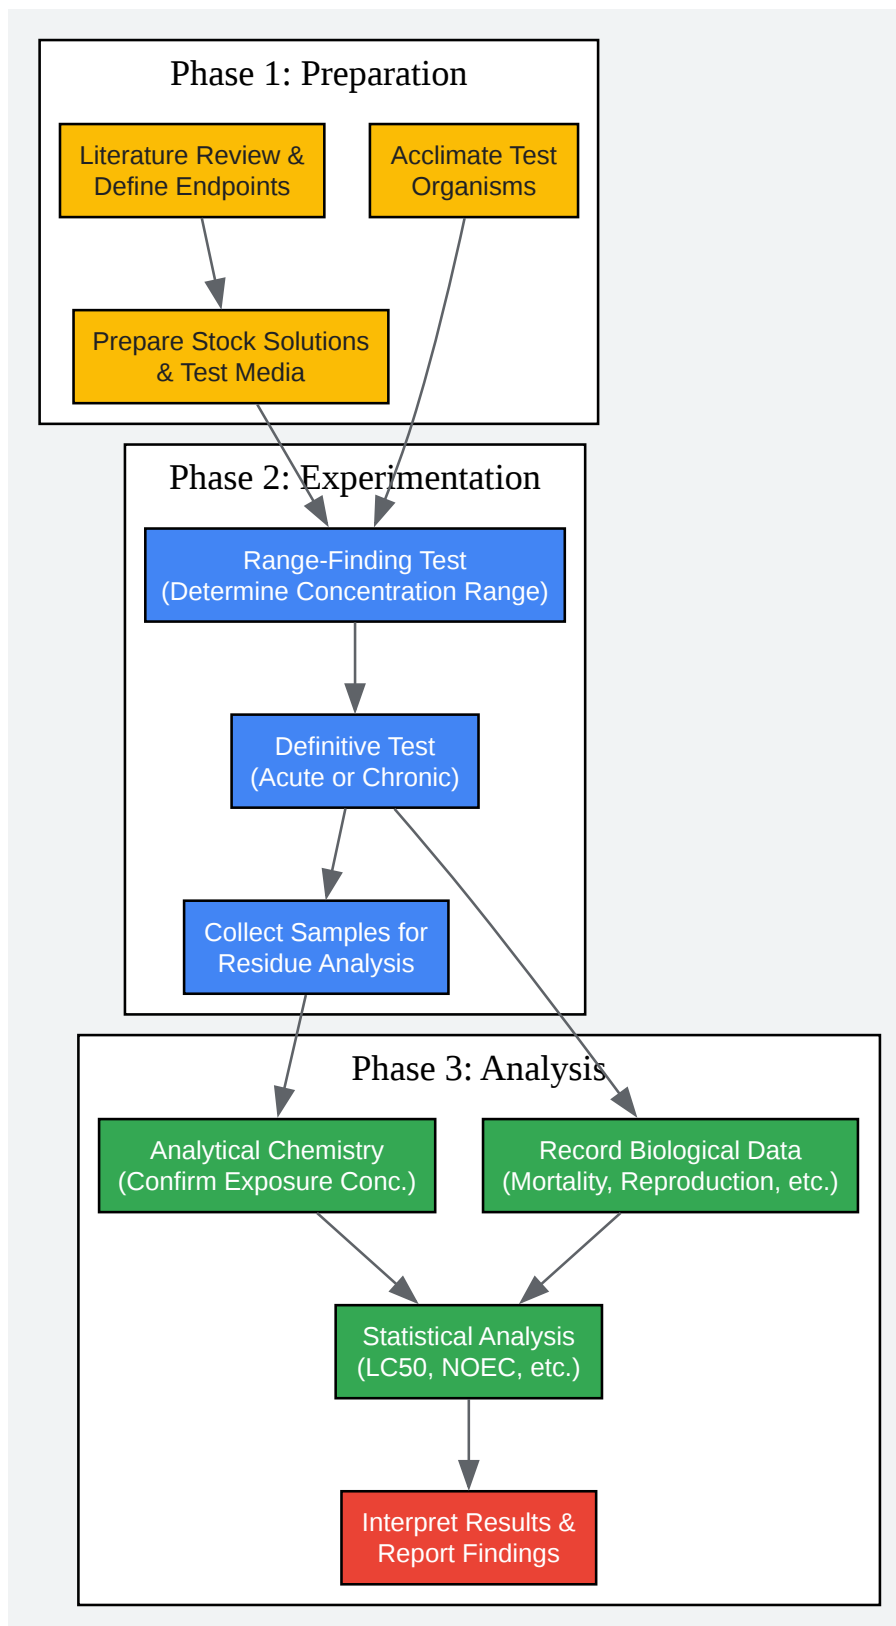 Phase 1: Preparation
Literature Review &
Define Endpoints
Acclimate Test
Organisms
Prepare Stock Solutions
& Test Media
Phase 2: Experimentation
Range-Finding Test
(Determine Concentration Range)
Definitive Test
(Acute or Chronic)
Collect Samples for
Residue Analysis
Phase 3: Analysis
Analytical Chemistry
(Confirm Exposure Conc.)
Record Biological Data
(Mortality, Reproduction, etc.)
Statistical Analysis
(LC50, NOEC, etc.)
Interpret Results &
Report Findings